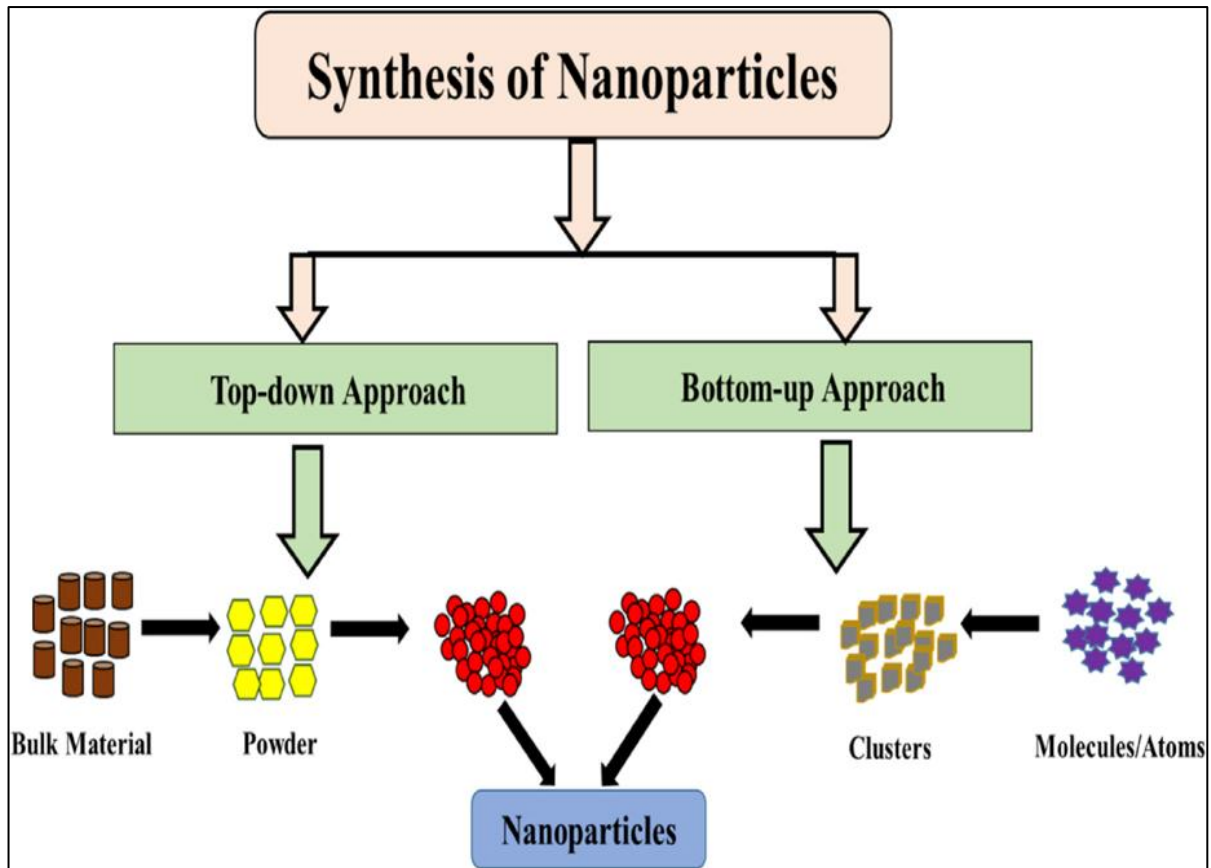 Synthesis of Nanoparticles
Top-down Approach
Bottom-up Approach
Bulk Material
Powder
Clusters
Molecules/Atoms
Nanoparticles